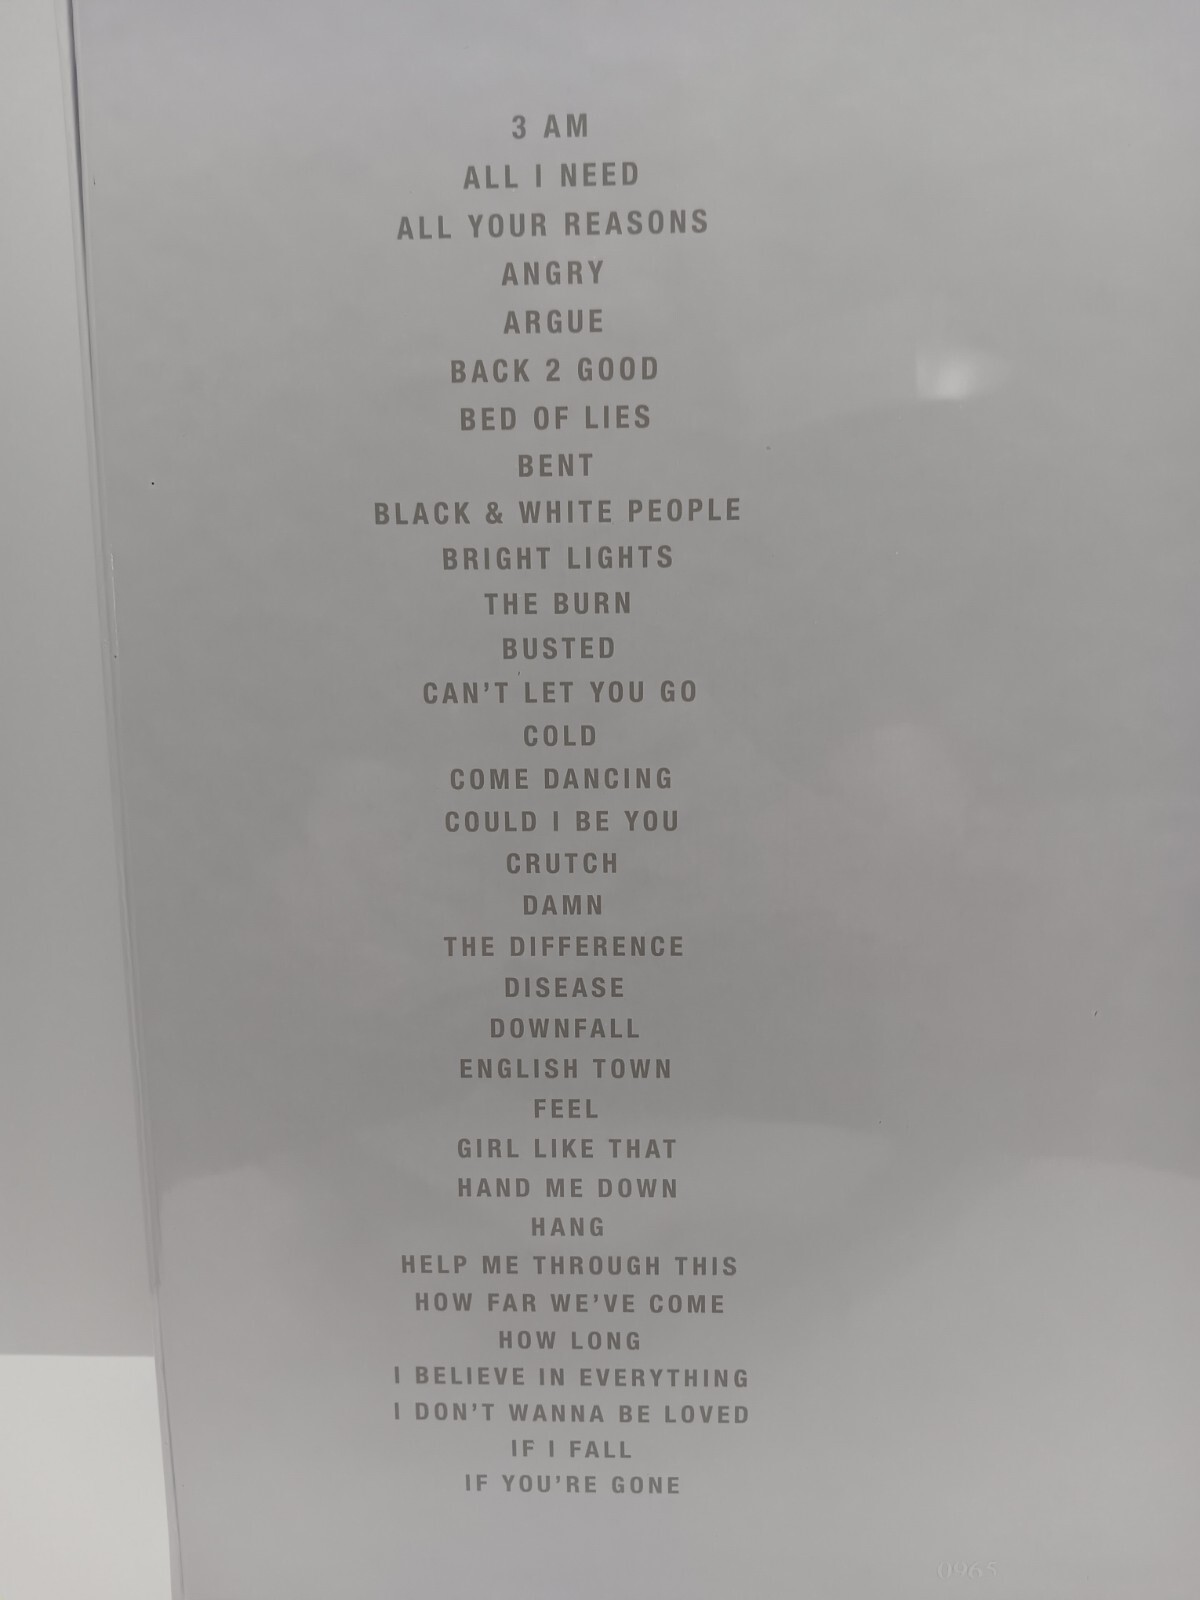 3 AM
ALL I NEED
ALL YOUR REASONS
ANGRY
ARGUE
BACK 2 GOOD
BED OF LIES
BENT
BLACK & WHITE PEOPLE
BRIGHT LIGHTS
THE BURN
BUSTED
CAN'T LET YOU GO
COLD
COME DANCING
COULD I BE YOU
CRUTCH
DAMN
THE DIFFERENCE
DISEASE
DOWNFALL
ENGLISH TOWN
FEEL
GIRL LIKE THAT
HAND ME DOWN
HANG
HELP ME THROUGH THIS
HOW FAR WE'VE COME
HOW LONG
I BELIEVE IN EVERYTHING
I DON'T WANNA BE LOVED
IF I FALL
IF YOU'RE GONE
0965